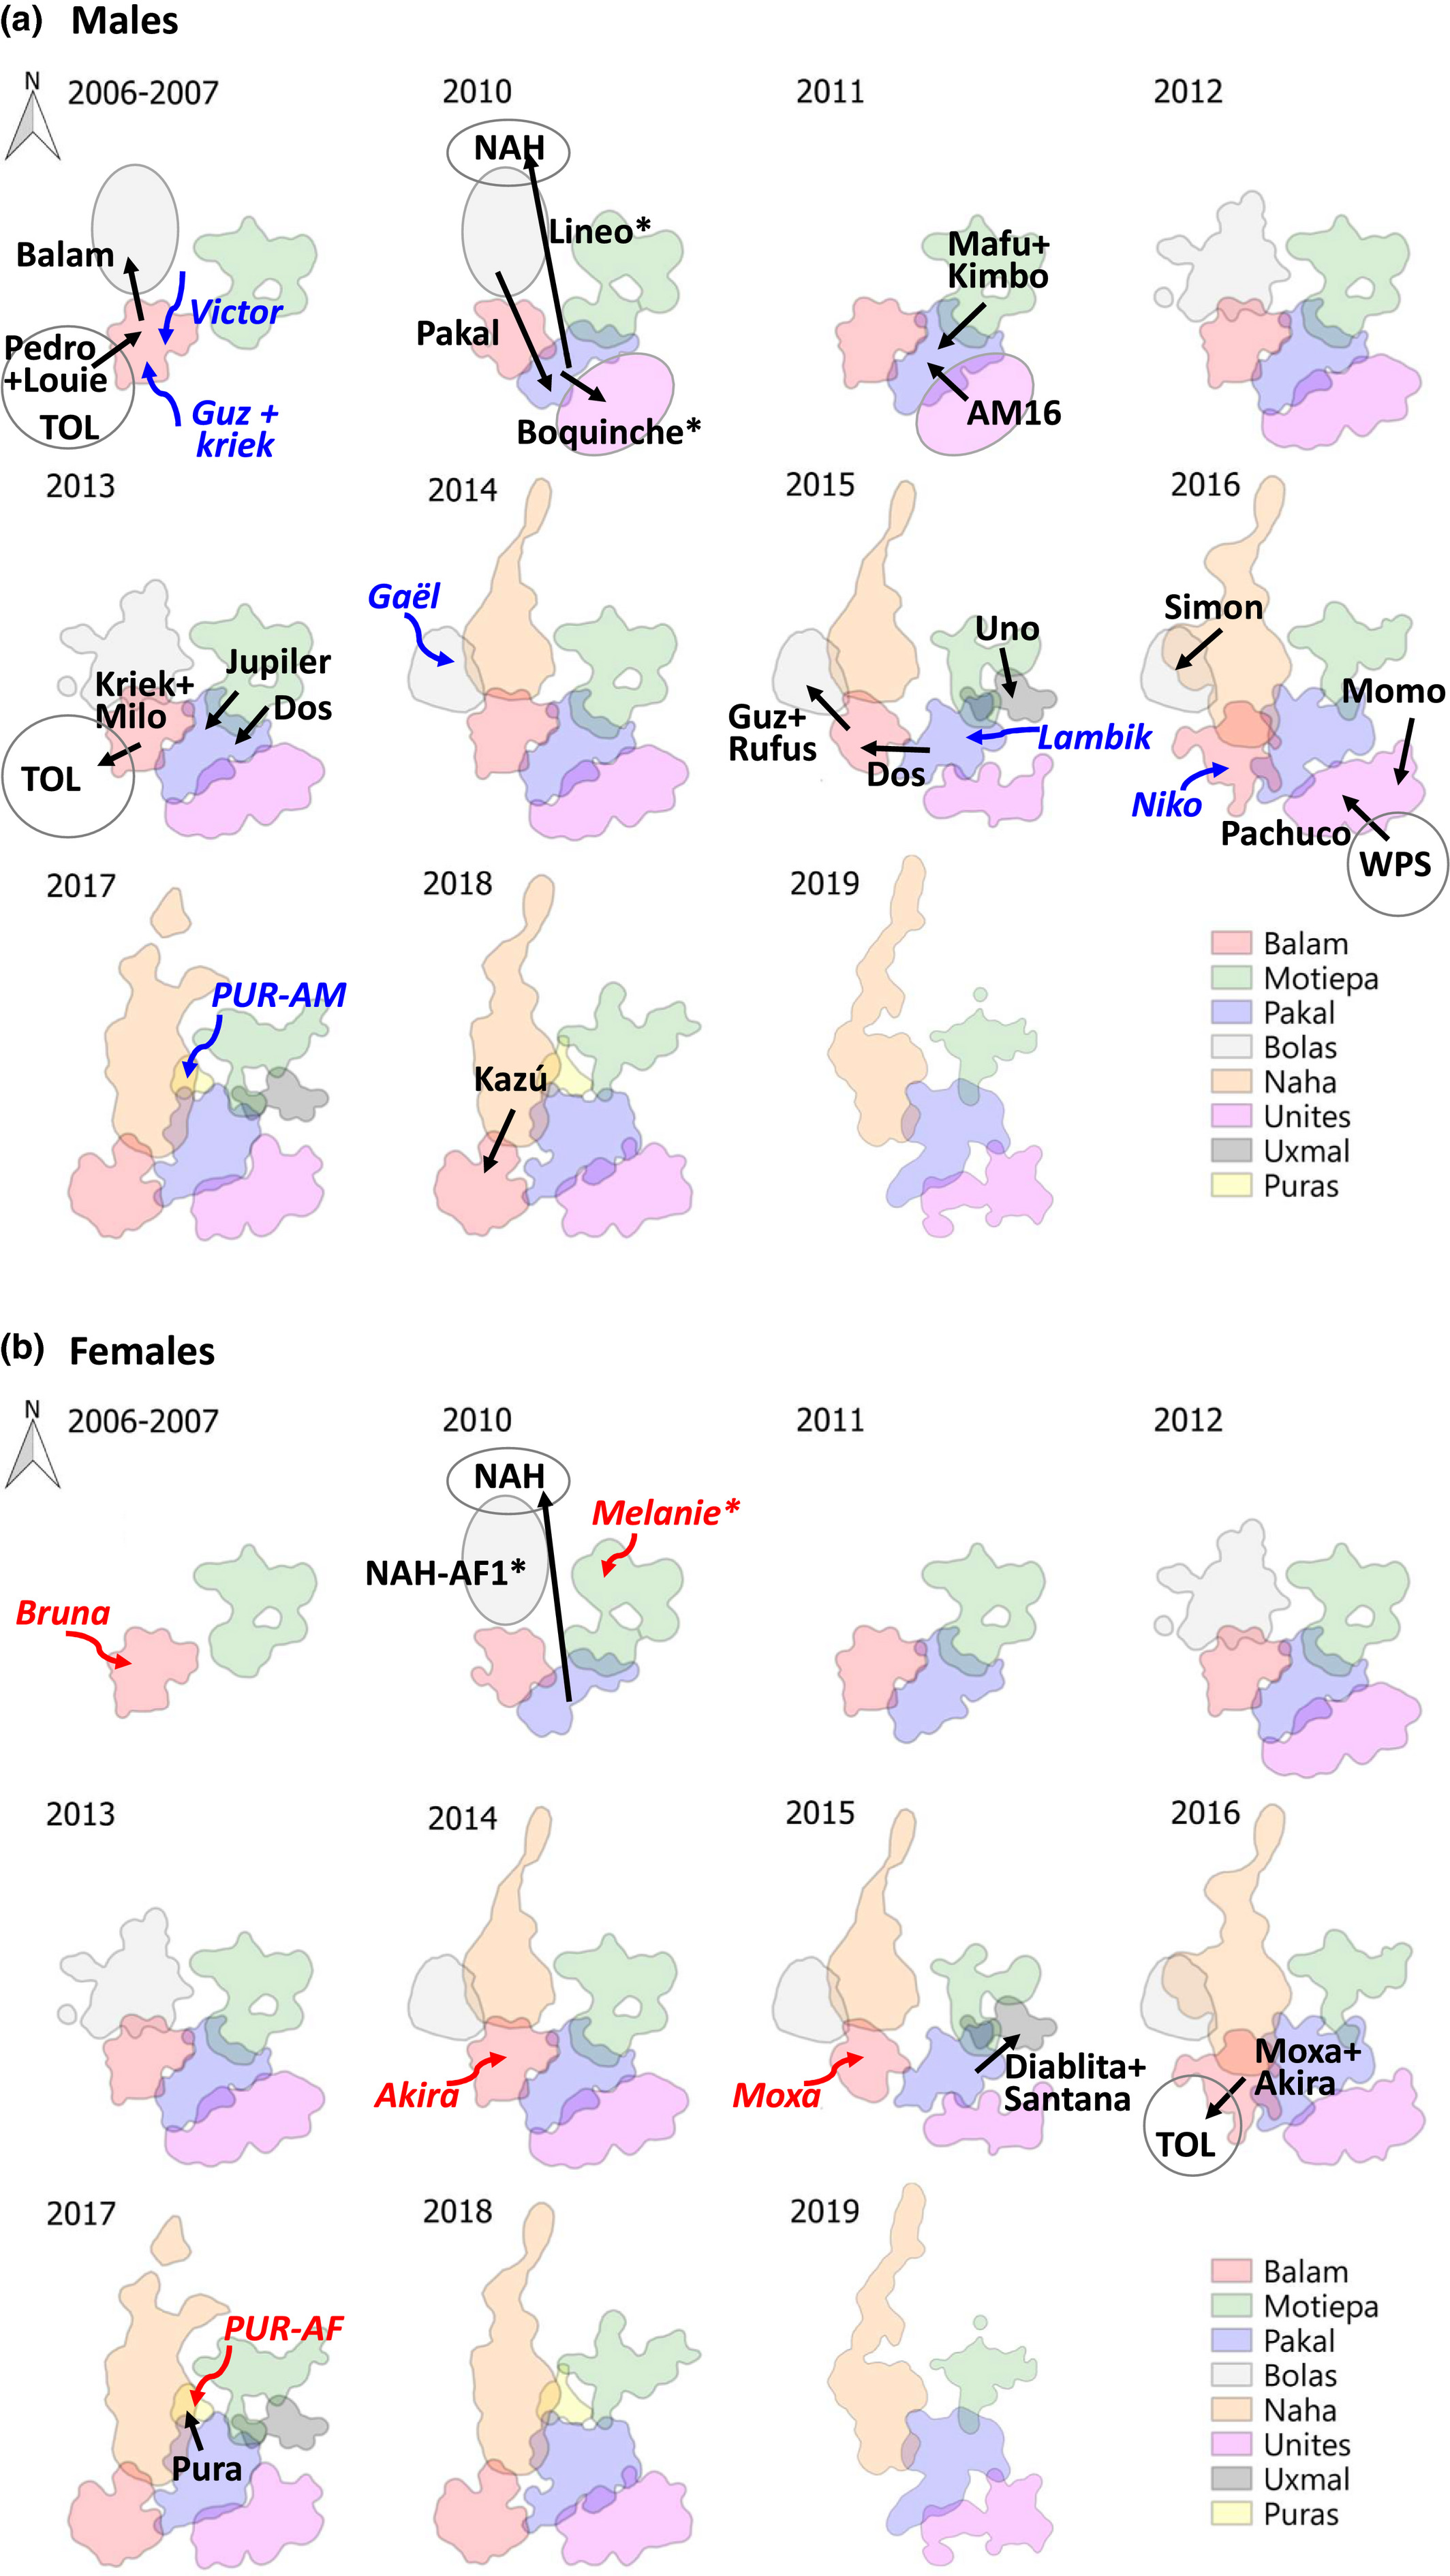 (a) Males
N
2006-2007
2010
2011
2012
Balam
Victor
Pedro
+Louie
TOL
Guz +
kriek
NAH
Lineo*
Pakal
Boquinche*
Mafu+
Kimbo
AM16
2013
2014
2015
2016
Kriek+
Milo
Jupiler
Dos
TOL
Gaël
Uno
Guz+
Rufus
Dos
Lambik
Simon
Momo
Niko
Pachuco
WPS
2017
2018
2019
PUR-AM
Kazú
Balam
Motiepa
Pakal
Bolas
Naha
Unites
Uxmal
Puras
(b) Females
N
2006-2007
2010
2011
2012
Bruna
NAH
Melanie*
NAH-AF1*
2013
2014
2015
2016
Akira
Moxa
Diablita+
Santana
Moxa+
Akira
TOL
2017
2018
2019
PUR-AF
Pura
Balam
Motiepa
Pakal
Bolas
Naha
Unites
Uxmal
Puras